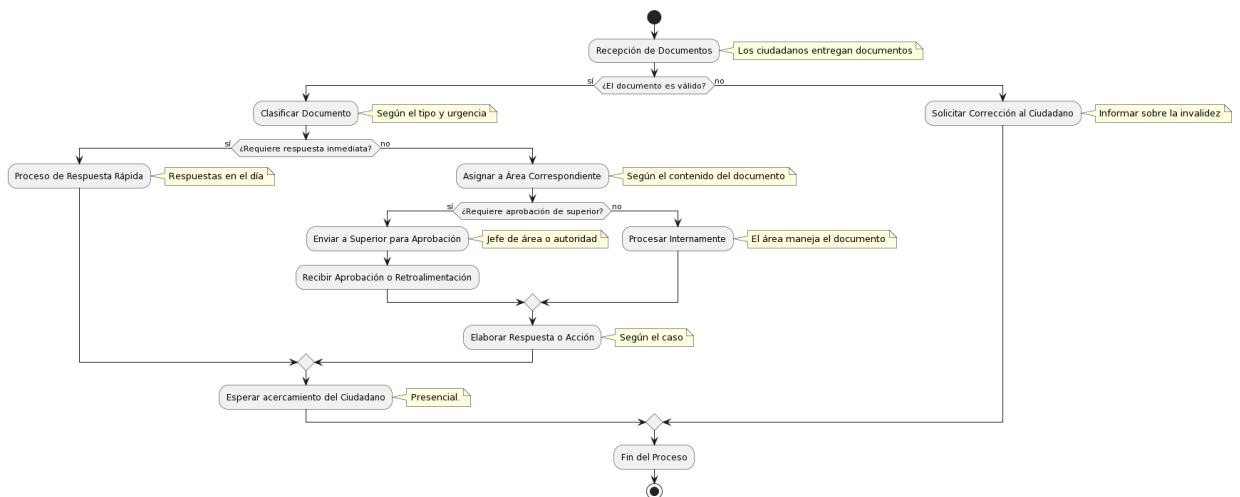 Recepción de Documentos
Los ciudadanos entregan documentos
sí
¿El documento es válido?
no
Clasificar Documento
Según el tipo y urgencia
Solicitar Corrección al Ciudadano
Informar sobre la invalidez
sí
¿Requiere respuesta inmediata?
no
Proceso de Respuesta Rápida
Respuestas en el día
Asignar a Área Correspondiente
Según el contenido del documento
sí
¿Requiere aprobación de superior?
no
Enviar a Superior para Aprobación
Jefe de área o autoridad
Procesar Internamente
El área maneja el documento
Recibir Aprobación o Retroalimentación
Elaborar Respuesta o Acción
Según el caso
Esperar acercamiento del Ciudadano
Presencial.
Fin del Proceso